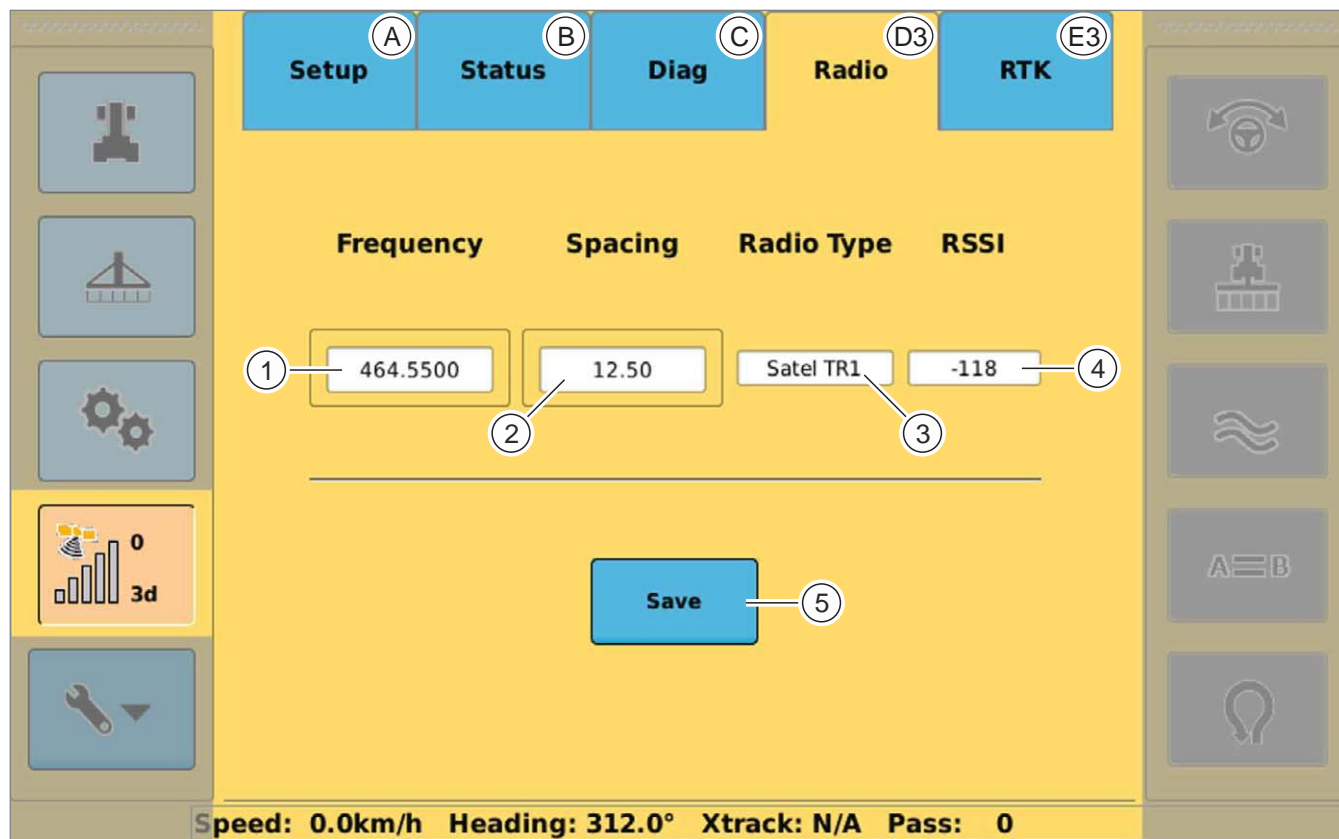 A B C D3 E3
Setup Status Diag Radio RTK
Frequency Spacing Radio Type RSSI
1 464.5500 12.50 Satel TR1 -118 4
2 3
0
3d
Save 5
A B
Speed: 0.0km/h Heading: 312.0° Xtrack: N/A Pass: 0